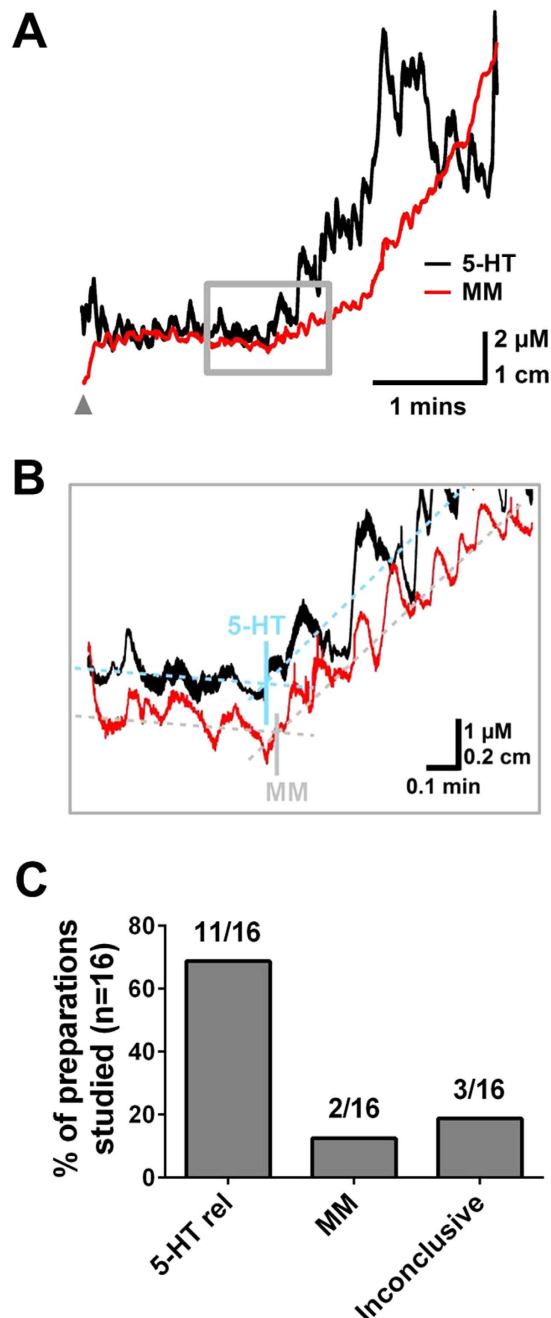 A
5-HT
MM
2 µM
1 cm
1 mins
B
5-HT
MM
1 µM
0.2 cm
0.1 min
C
% of preparations
studied (n=16)
80
60
40
20
0
11/16
2/16
3/16
5-HT rel
MM
Inconclusive